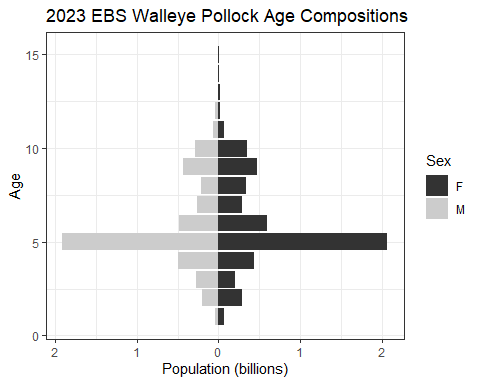 2023 EBS Walleye Pollock Age Compositions
15
10
5
0
Age
2 1 0 1 2
Population (billions)
Sex
F
M